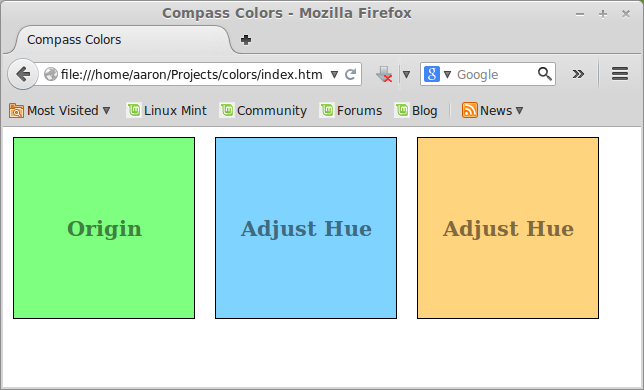 Compass Colors - Mozilla Firefox
Compass Colors
file:///home/aaron/Projects/colors/index.htm
Google
Most Visited Linux Mint Community Forums Blog News
Origin Adjust Hue Adjust Hue